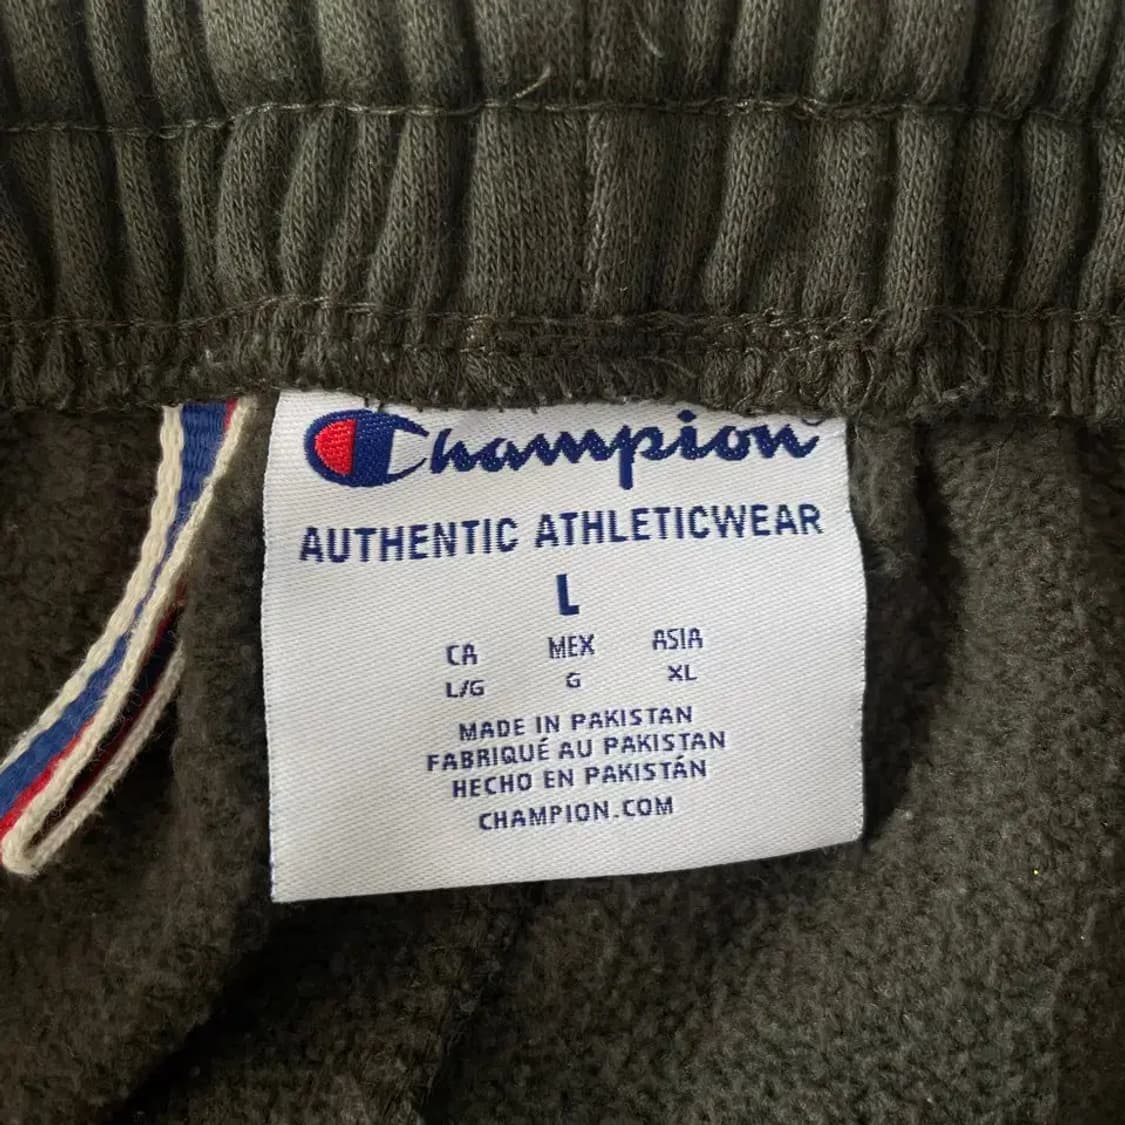 Champion
AUTHENTIC ATHLETICWEAR
L
CA MEX ASIA
L/G G XL
MADE IN PAKISTAN
FABRIQUÉ AU PAKISTAN
HECHO EN PAKISTÁN
CHAMPION.COM